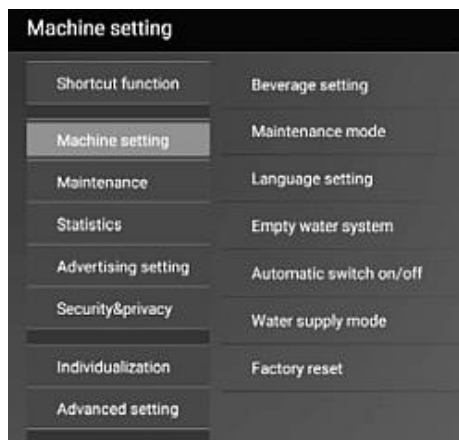 Machine setting
Shortcut function
Machine setting
Maintenance
Statistics
Advertising setting
Security&privacy
Individualization
Advanced setting
Beverage setting
Maintenance mode
Language setting
Empty water system
Automatic switch on/off
Water supply mode
Factory reset